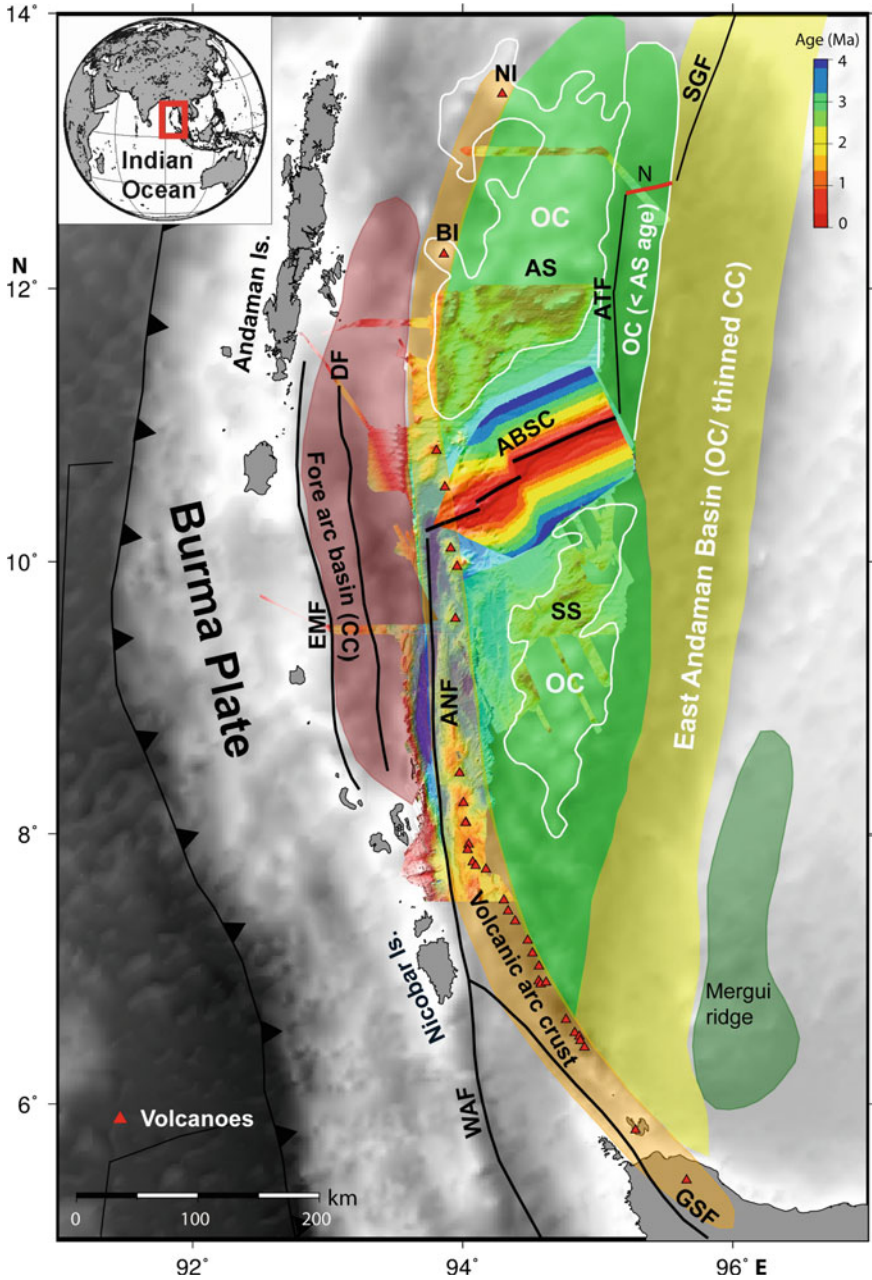 14°
Age (Ma)
4
3
2
1
0
Indian
Ocean
NI
SGF
N
OC
BI
AS
N
12°
Andaman Is.
ATF
OC (< AS age)
DF
ABSC
Fore arc basin (CC)
East Andaman Basin (OC/ thinned CC)
Burma Plate
10°
EMF
SS
ANF
OC
8°
Nicobar Is.
Volcanic arc crust
Mergui
ridge
WAF
6°
Volcanoes
km
0
100
200
GSF
92°
94°
96° E